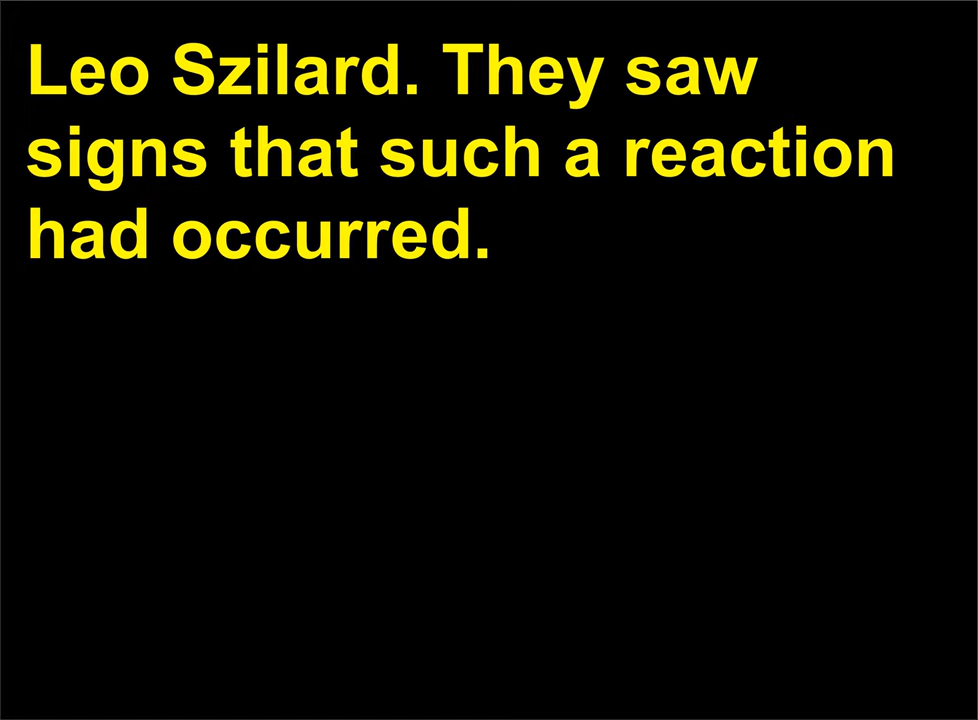 Leo Szilard. They saw
signs that such a reaction
had occurred.